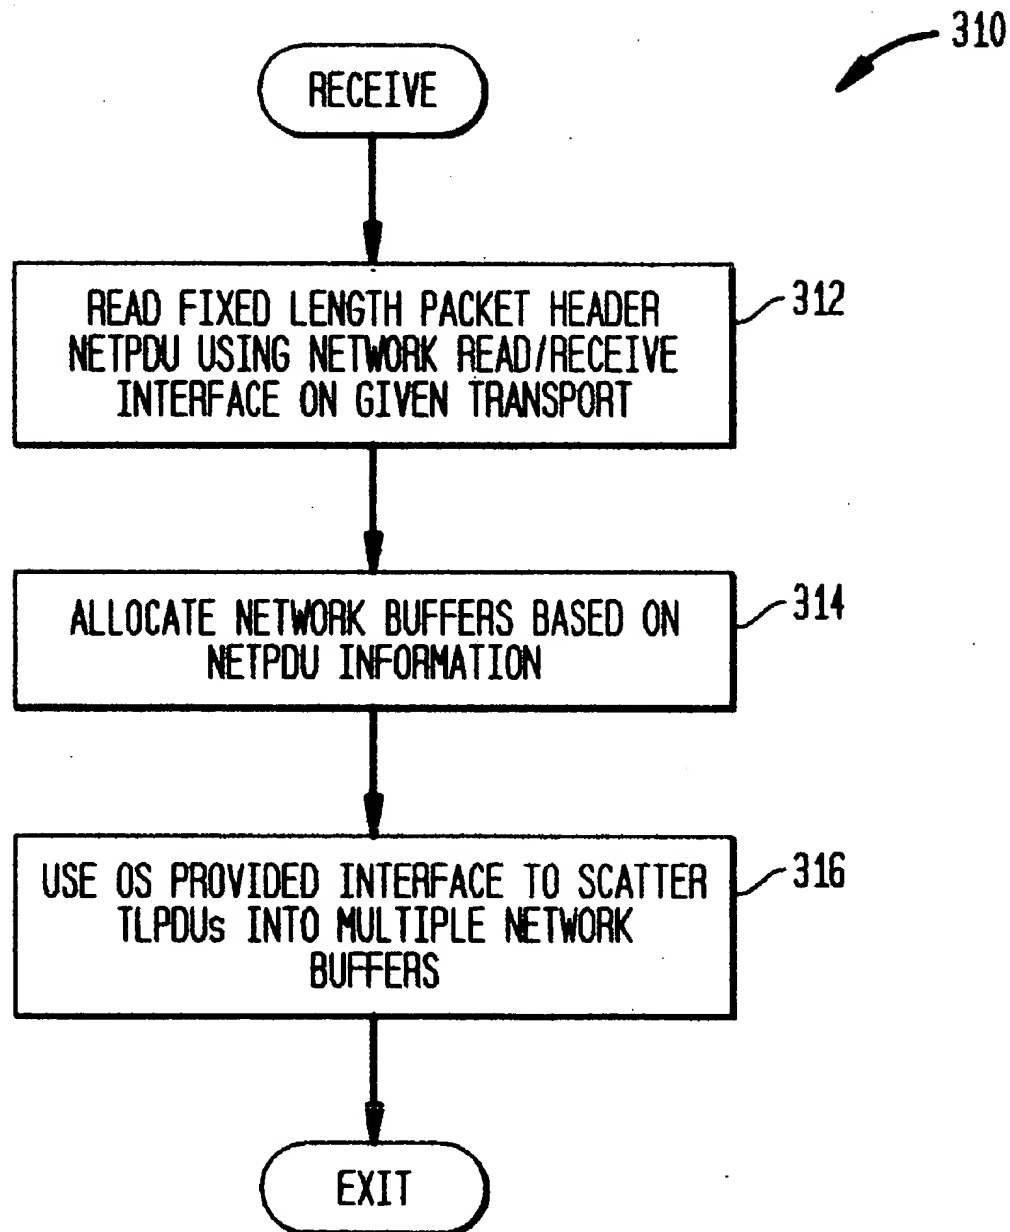 310
RECEIVE
READ FIXED LENGTH PACKET HEADER
NETPDU USING NETWORK READ/RECEIVE
INTERFACE ON GIVEN TRANSPORT
312
ALLOCATE NETWORK BUFFERS BASED ON
NETPDU INFORMATION
314
USE OS PROVIDED INTERFACE TO SCATTER
TLPDUs INTO MULTIPLE NETWORK
BUFFERS
316
EXIT